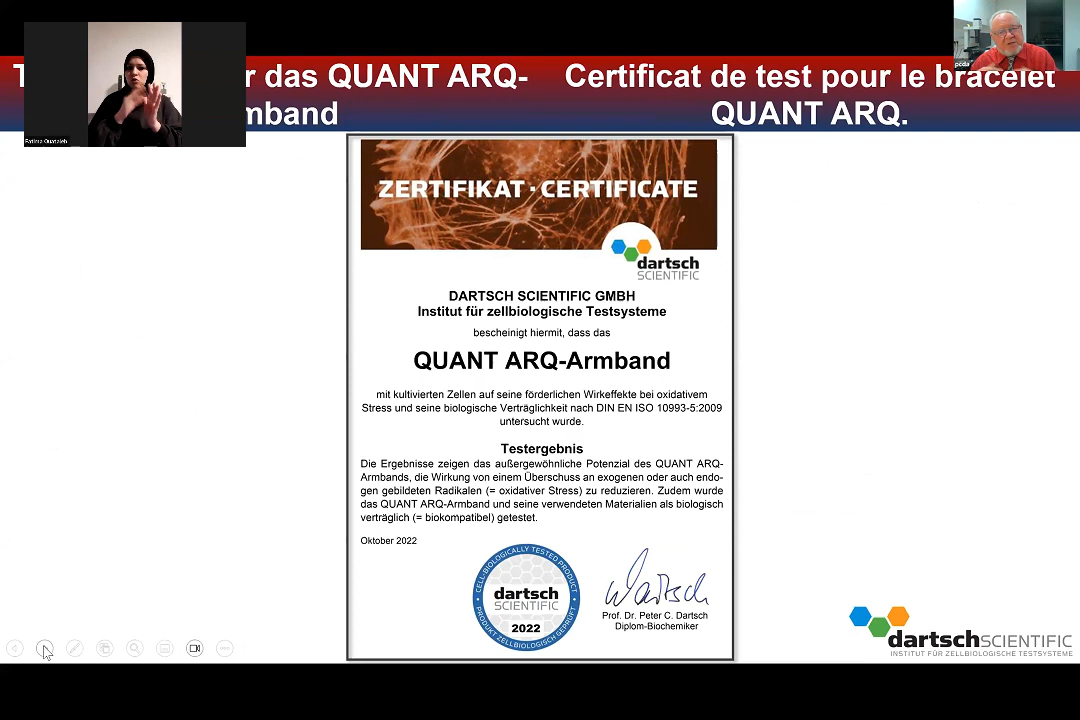 r das QUANT ARQ-
mband
Certificat de test pour le bracelet
QUANT ARQ.
Fatima Ouataleb
pcda
ZERTIFIKAT · CERTIFICATE
dartsch
SCIENTIFIC
DARTSCH SCIENTIFIC GMBH
Institut für zellbiologische Testsysteme
bescheinigt hiermit, dass das
QUANT ARQ-Armband
mit kultivierten Zellen auf seine förderlichen Wirkeffekte bei oxidativem
Stress und seine biologische Verträglichkeit nach DIN EN ISO 10993-5:2009
untersucht wurde.
Testergebnis
Die Ergebnisse zeigen das außergewöhnliche Potenzial des QUANT ARQ-
Armbands, die Wirkung von einem Überschuss an exogenen oder auch endo-
gen gebildeten Radikalen (= oxidativer Stress) zu reduzieren. Zudem wurde
das QUANT ARQ-Armband und seine verwendeten Materialien als biologisch
verträglich (= biokompatibel) getestet.
Oktober 2022
CELL-BIOLOGICALLY TESTED PRODUCT
dartsch
SCIENTIFIC
2022
PRODUKT ZELLBIOLOGISCH GEPRÜFT
Dartsch
Prof. Dr. Peter C. Dartsch
Diplom-Biochemiker
dartschSCIENTIFIC
INSTITUT FÜR ZELLBIOLOGISCHE TESTSYSTEME